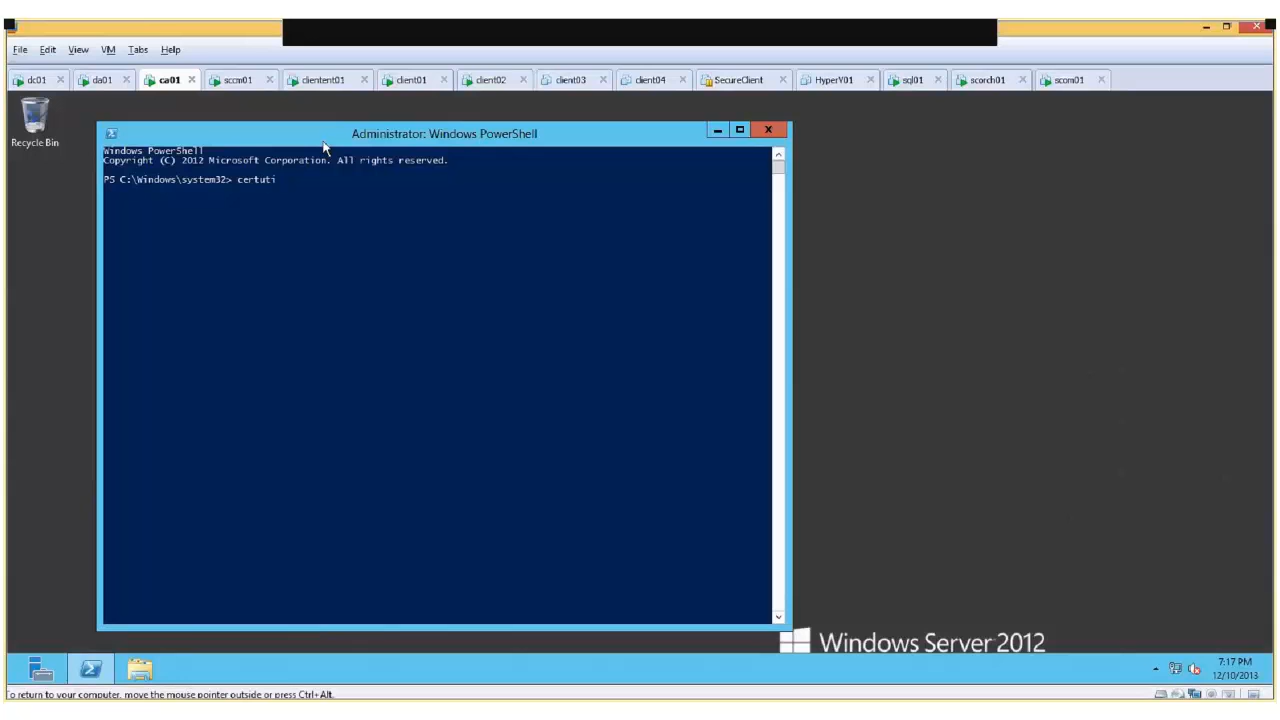 File Edit View VM Tabs Help
dc01 da01 ca01 sccm01 clientent01 client01 client02 client03 client04 SecureClient HyperV01 sql01 scorch01 scom01
Recycle Bin
Administrator: Windows PowerShell
Windows PowerShell
Copyright (C) 2012 Microsoft Corporation. All rights reserved.
PS C:\Windows\system32> certuti
Windows Server 2012
7:17 PM
12/10/2013
To return to your computer, move the mouse pointer outside or press Ctrl+Alt.